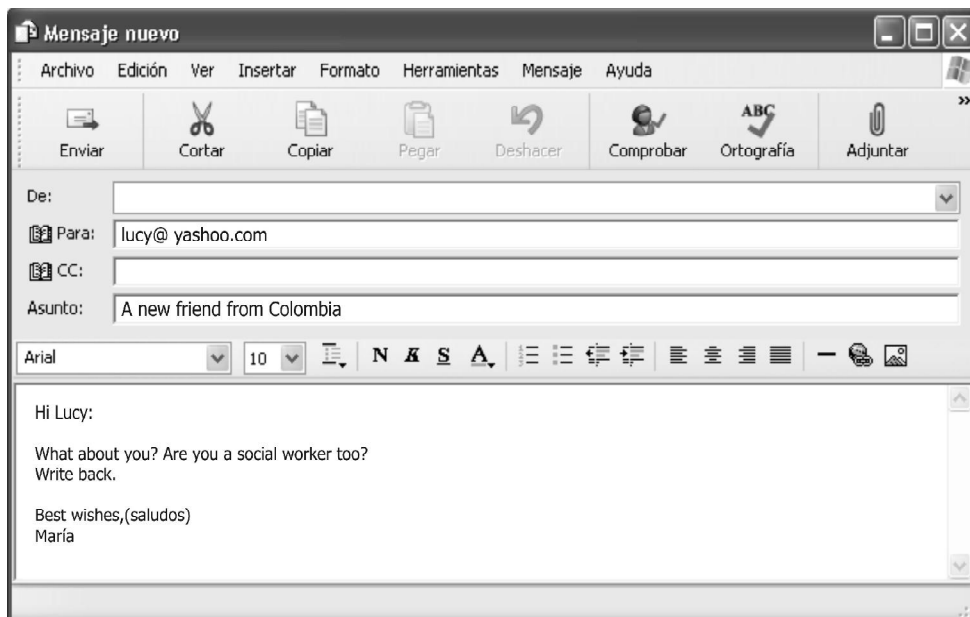 Mensaje nuevo
Archivo Edición Ver Insertar Formato Herramientas Mensaje Ayuda
»
ABC
Enviar Cortar Copiar Pegar Deshacer Comprobar Ortografía Adjuntar
De:
Para: lucy@ yashoo.com
CC:
Asunto: A new friend from Colombia
Arial 10 N K S A
Hi Lucy:
What about you? Are you a social worker too?
Write back.
Best wishes,(saludos)
María